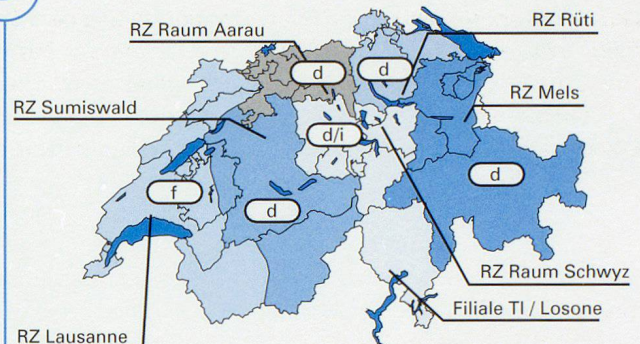 RZ Raum Aarau
RZ Rüti
d
d
RZ Mels
RZ Sumiswald
d/i
f
d
d
RZ Raum Schwyz
Filiale TI / Losone
RZ Lausanne